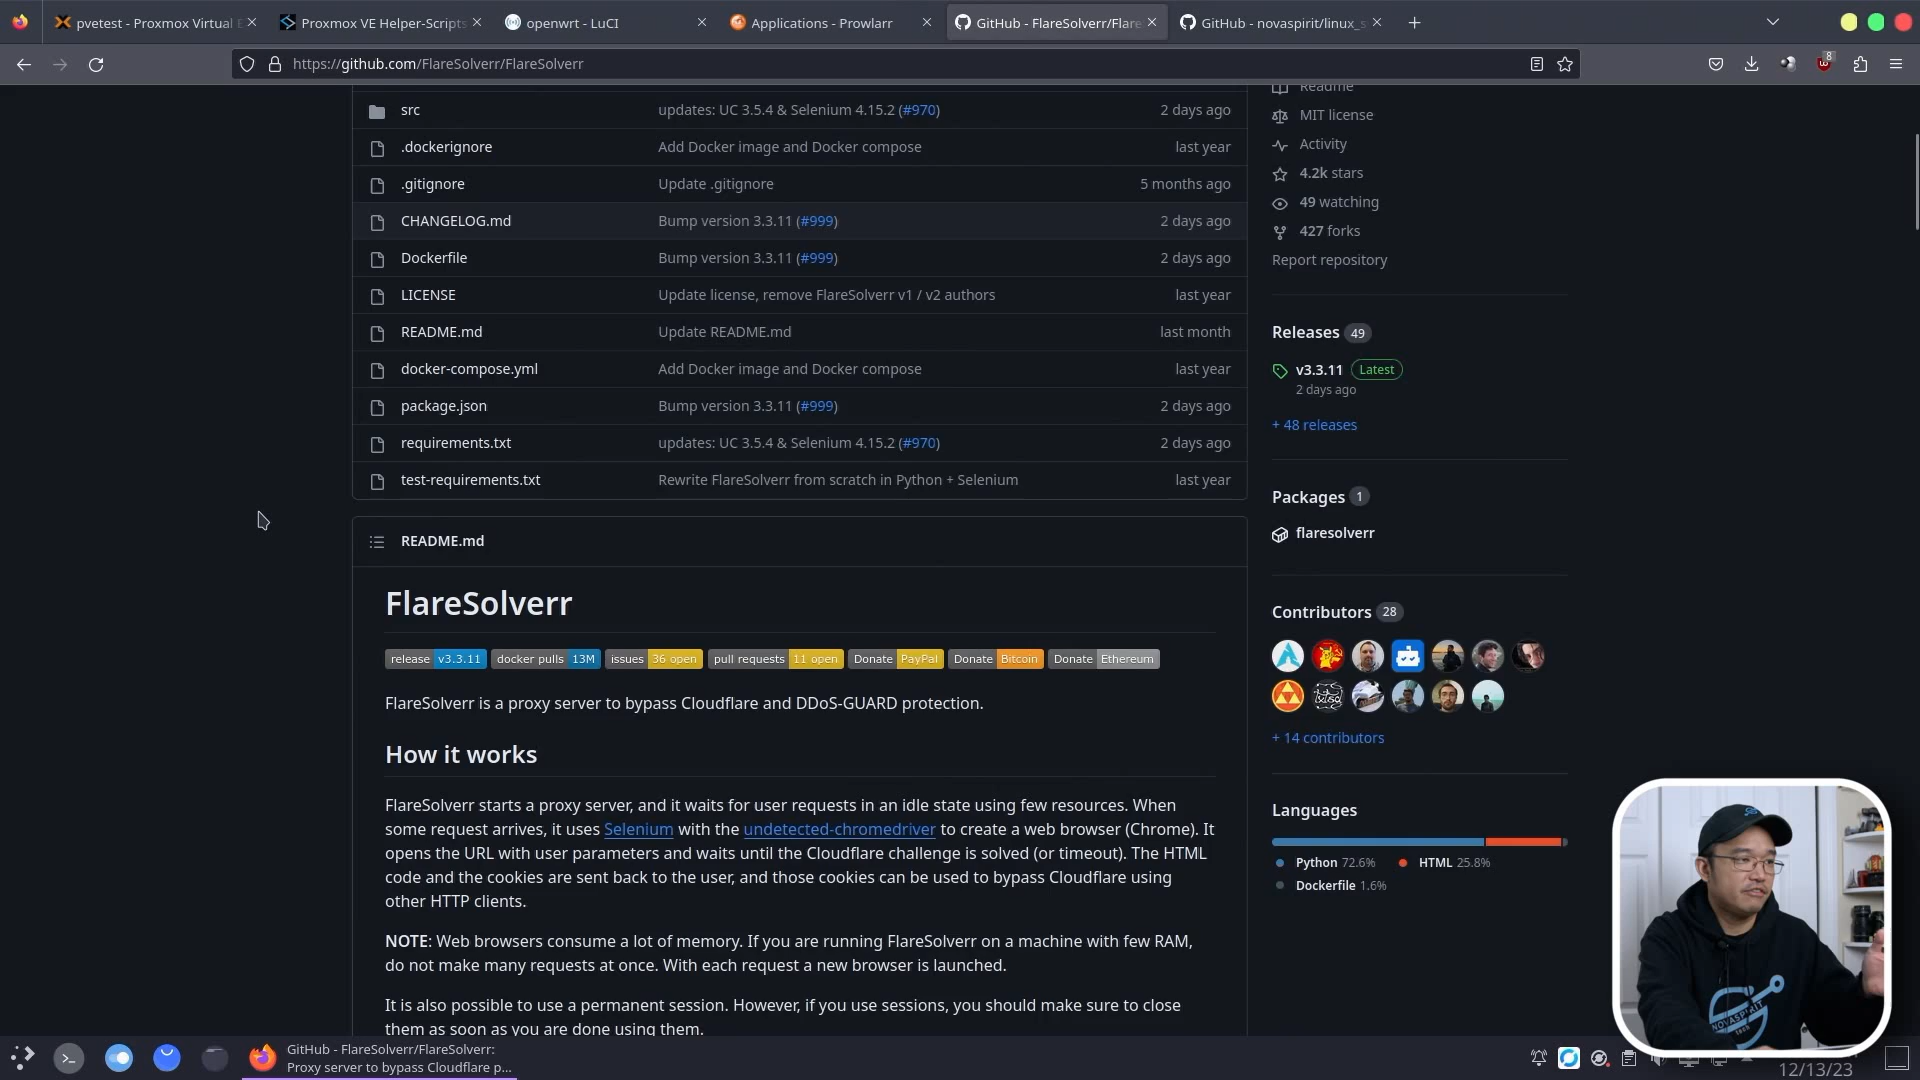 pvetest - Proxmox Virtual E
Proxmox VE Helper-Scripts
openwrt - LuCI
Applications - Prowlarr
GitHub - FlareSolverr/Flare
GitHub - novaspirit/linux_s
https://github.com/FlareSolverr/FlareSolverr
8
src
updates: UC 3.5.4 & Selenium 4.15.2 (#970)
2 days ago
.dockerignore
Add Docker image and Docker compose
last year
.gitignore
Update .gitignore
5 months ago
CHANGELOG.md
Bump version 3.3.11 (#999)
2 days ago
Dockerfile
Bump version 3.3.11 (#999)
2 days ago
LICENSE
Update license, remove FlareSolverr v1 / v2 authors
last year
README.md
Update README.md
last month
docker-compose.yml
Add Docker image and Docker compose
last year
package.json
Bump version 3.3.11 (#999)
2 days ago
requirements.txt
updates: UC 3.5.4 & Selenium 4.15.2 (#970)
2 days ago
test-requirements.txt
Rewrite FlareSolverr from scratch in Python + Selenium
last year
README.md
FlareSolverr
release v3.3.11 docker pulls 13M issues 36 open pull requests 11 open Donate PayPal Donate Bitcoin Donate Ethereum
FlareSolverr is a proxy server to bypass Cloudflare and DDoS-GUARD protection.
How it works
FlareSolverr starts a proxy server, and it waits for user requests in an idle state using few resources. When
some request arrives, it uses Selenium with the undetected-chromedriver to create a web browser (Chrome). It
opens the URL with user parameters and waits until the Cloudflare challenge is solved (or timeout). The HTML
code and the cookies are sent back to the user, and those cookies can be used to bypass Cloudflare using
other HTTP clients.
NOTE: Web browsers consume a lot of memory. If you are running FlareSolverr on a machine with few RAM,
do not make many requests at once. With each request a new browser is launched.
It is also possible to use a permanent session. However, if you use sessions, you should make sure to close
them as soon as you are done using them.
Readme
MIT license
Activity
4.2k stars
49 watching
427 forks
Report repository
Releases 49
v3.3.11 Latest
2 days ago
+ 48 releases
Packages 1
flaresolverr
Contributors 28
+ 14 contributors
Languages
Python 72.6%
HTML 25.8%
Dockerfile 1.6%
NOVASPIRIT
tech
GitHub - FlareSolverr/FlareSolverr:
Proxy server to bypass Cloudflare p...
12/13/23